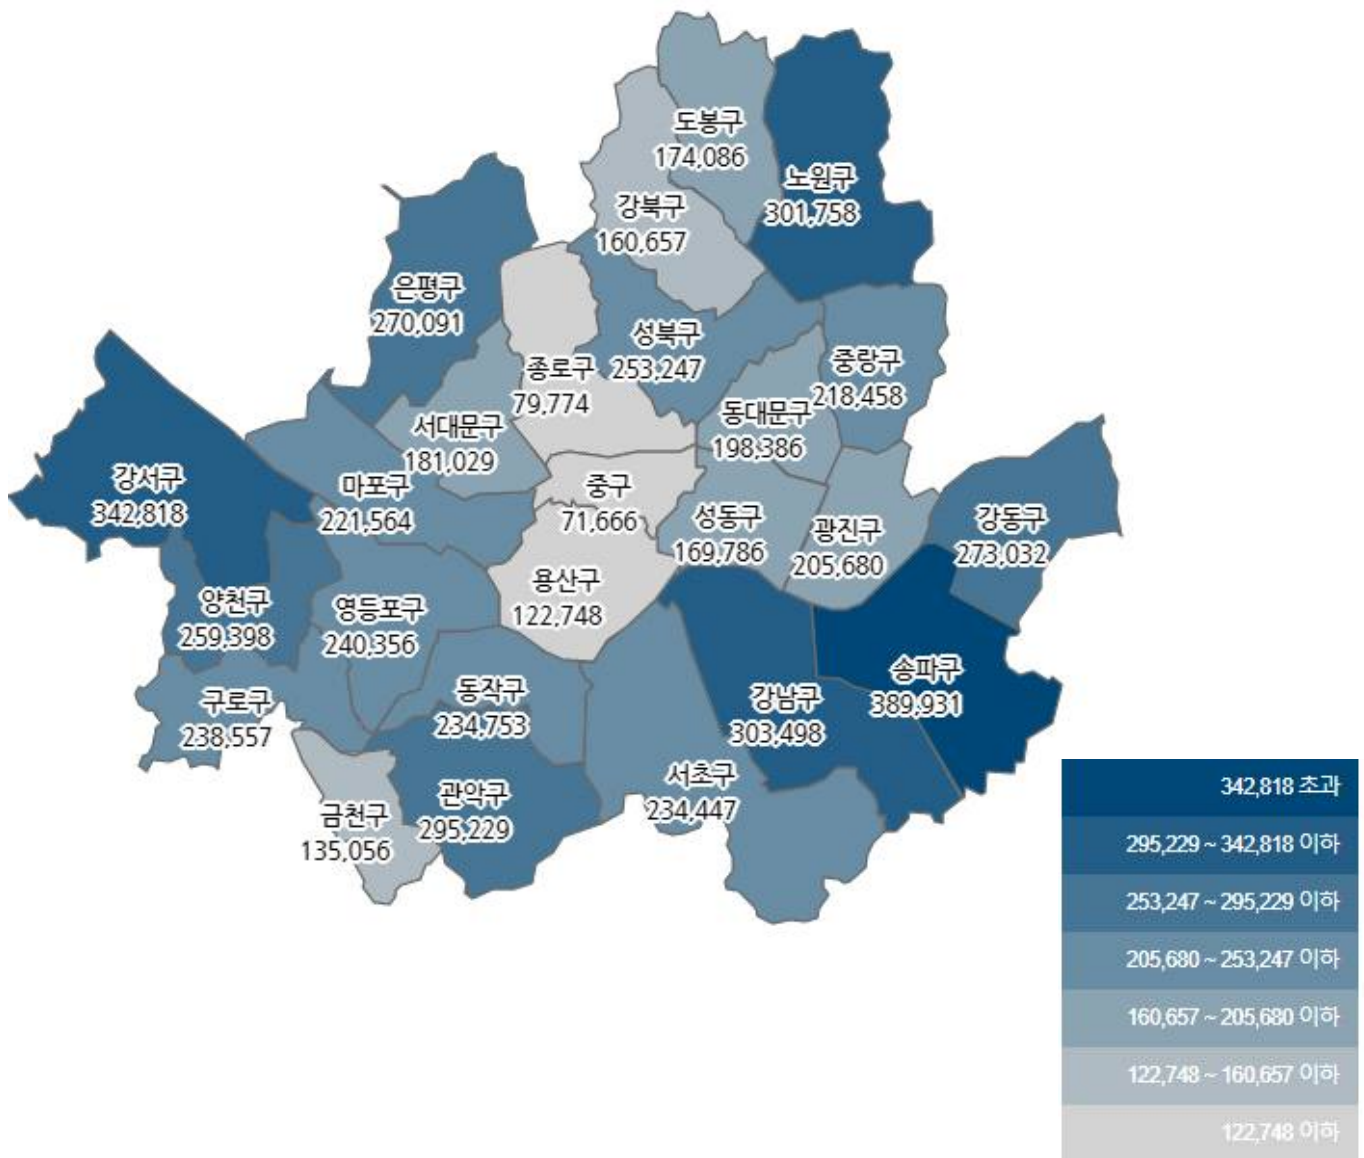 도봉구
174,086
노원구
301,758
강북구
160,657
은평구
270,091
성북구
253,247
중랑구
218,458
종로구
79,774
동대문구
198,386
서대문구
181,029
강서구
342,818
마포구
221,564
중구
71,666
성동구
169,786
광진구
205,680
강동구
273,032
용산구
122,748
양천구
259,398
영등포구
240,356
구로구
238,557
동작구
234,753
강남구
303,498
송파구
389,931
서초구
234,447
관악구
295,229
금천구
135,056
342,818 초과
295,229 ~ 342,818 이하
253,247 ~ 295,229 이하
205,680 ~ 253,247 이하
160,657 ~ 205,680 이하
122,748 ~ 160,657 이하
122,748 이하